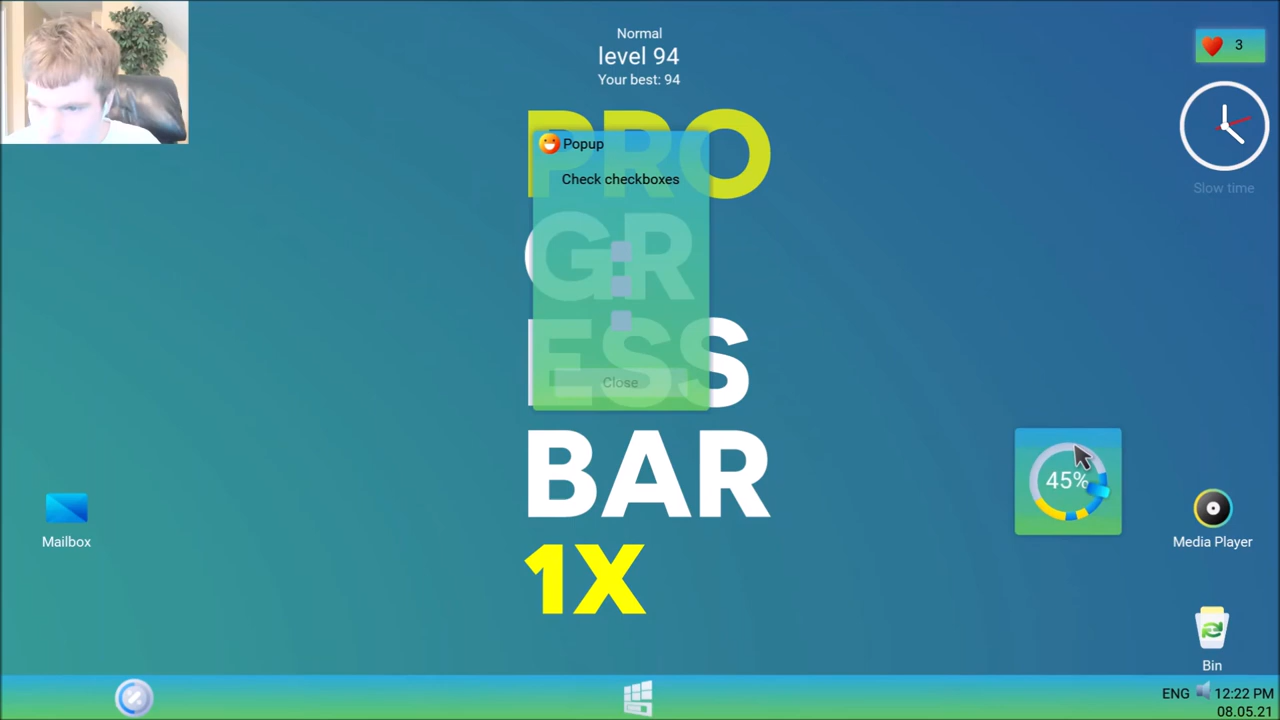 Normal
level 94
Your best: 94
3
PRO
Popup
Check checkboxes
Slow time
GR
ESS
Close
BAR
45%
Mailbox
Media Player
1X
Bin
ENG 12:22 PM
08.05.21